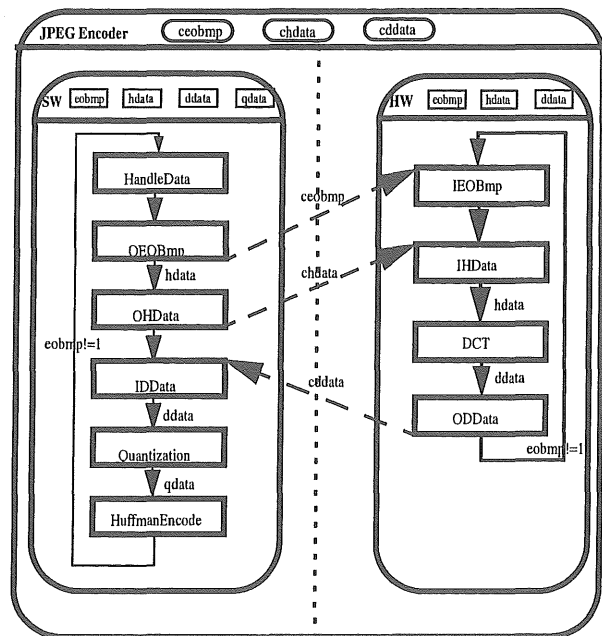 JPEG Encoder ceobmp chdata cddata
SW eobmp hdata ddata qdata
HandleData
OEOBmp
hdata
OHData
eobmp!=1
IDData
ddata
Quantization
qdata
HuffmanEncode
ceobmp
chdata
cddata
HW eobmp hdata ddata
IEOBmp
IHData
hdata
DCT
ddata
ODData
eobmp!=1